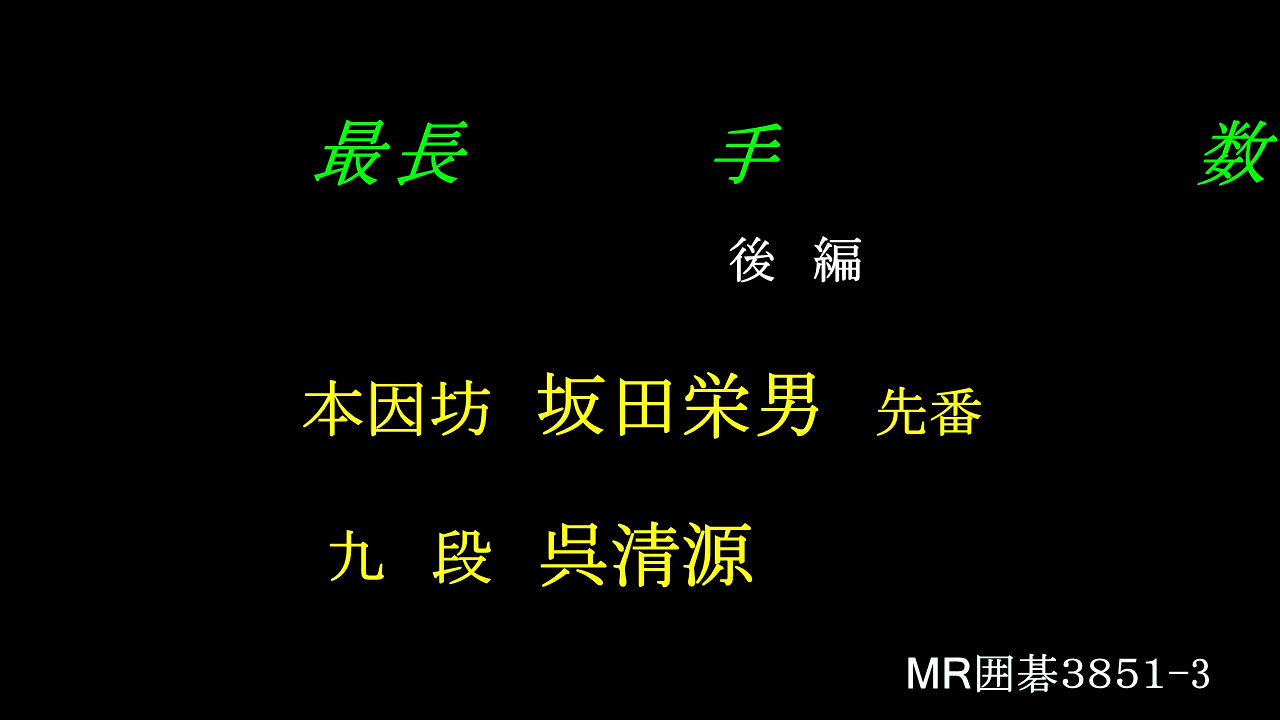 最長 手 数
後 編
本因坊 坂田栄男 先番
九 段 呉清源
MR囲碁3851-3